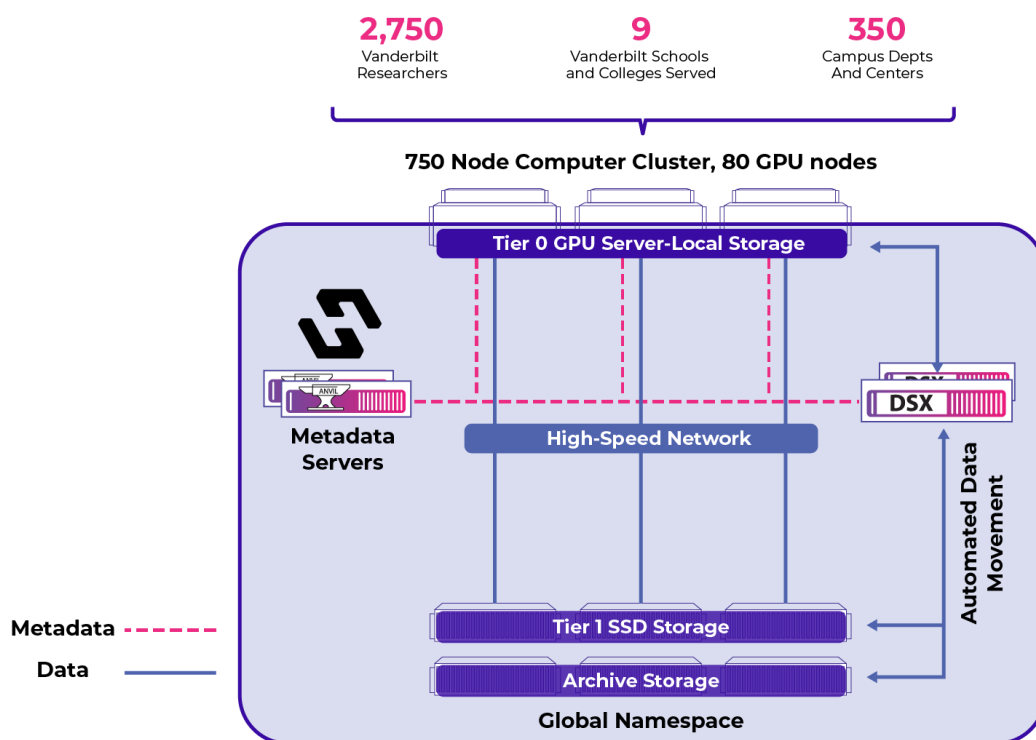 2,750
Vanderbilt
Researchers
9
Vanderbilt Schools
and Colleges Served
350
Campus Depts
And Centers
750 Node Computer Cluster, 80 GPU nodes
Tier 0 GPU Server-Local Storage
ANVIL
ANVIL
Metadata
Servers
DSX
DSX
High-Speed Network
Automated Data
Movement
Tier 1 SSD Storage
Archive Storage
Global Namespace
Metadata
Data